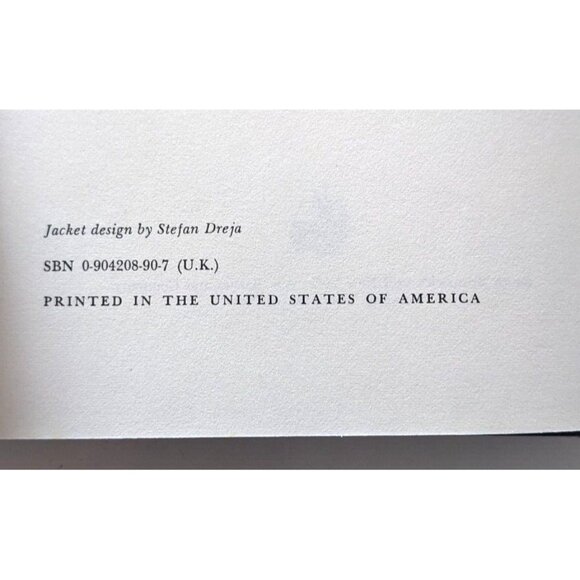 Jacket design by Stefan Dreja
SBN 0-904208-90-7 (U.K.)
PRINTED IN THE UNITED STATES OF AMERICA